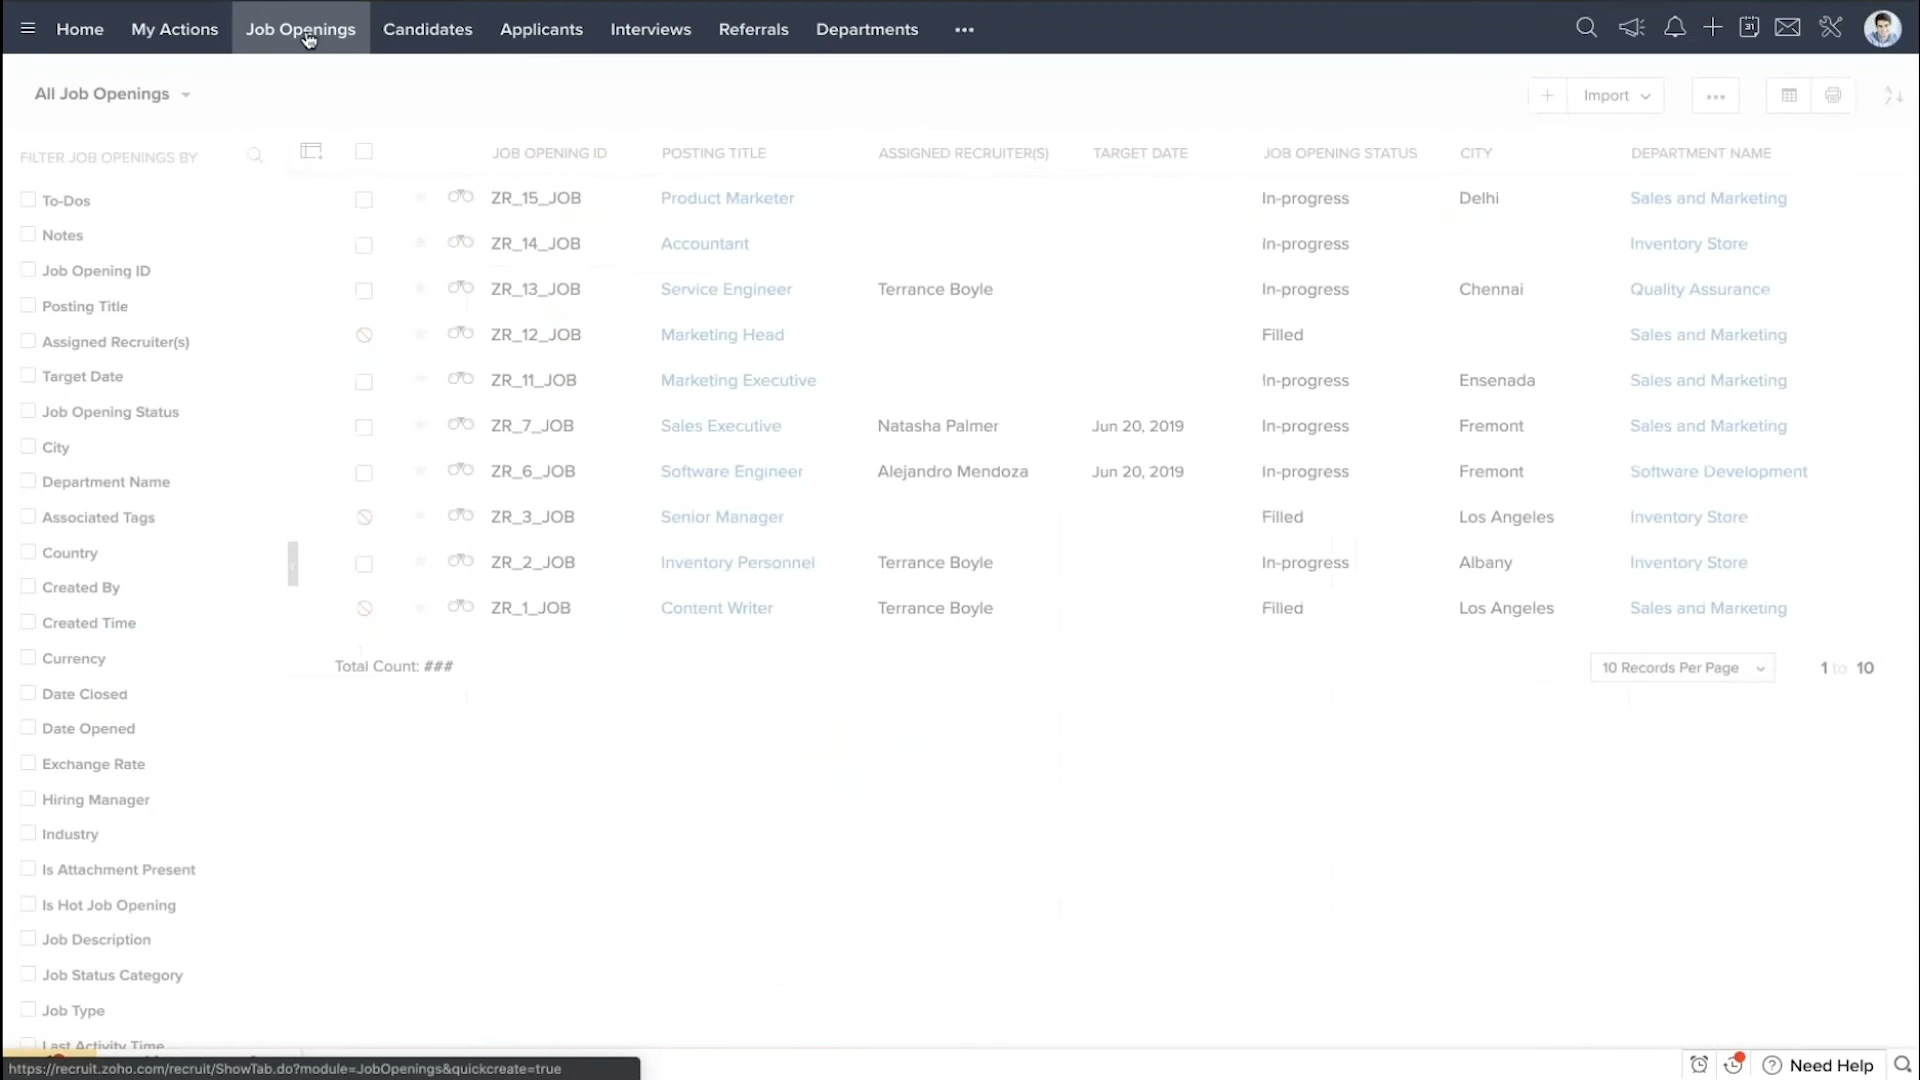 Home My Actions Job Openings Candidates Applicants Interviews Referrals Departments ••• 31
All Job Openings
Import •••
FILTER JOB OPENINGS BY
JOB OPENING ID POSTING TITLE ASSIGNED RECRUITER(S) TARGET DATE JOB OPENING STATUS CITY DEPARTMENT NAME
ZR_15_JOB Product Marketer In-progress Delhi Sales and Marketing
ZR_14_JOB Accountant In-progress Inventory Store
ZR_13_JOB Service Engineer Terrance Boyle In-progress Chennai Quality Assurance
ZR_12_JOB Marketing Head Filled Sales and Marketing
ZR_11_JOB Marketing Executive In-progress Ensenada Sales and Marketing
ZR_7_JOB Sales Executive Natasha Palmer Jun 20, 2019 In-progress Fremont Sales and Marketing
ZR_6_JOB Software Engineer Alejandro Mendoza Jun 20, 2019 In-progress Fremont Software Development
ZR_3_JOB Senior Manager Filled Los Angeles Inventory Store
ZR_2_JOB Inventory Personnel Terrance Boyle In-progress Albany Inventory Store
ZR_1_JOB Content Writer Terrance Boyle Filled Los Angeles Sales and Marketing
Total Count: ### 10 Records Per Page 1 to 10
To-Dos
Notes
Job Opening ID
Posting Title
Assigned Recruiter(s)
Target Date
Job Opening Status
City
Department Name
Associated Tags
Country
Created By
Created Time
Currency
Date Closed
Date Opened
Exchange Rate
Hiring Manager
Industry
Is Attachment Present
Is Hot Job Opening
Job Description
Job Status Category
Job Type
Last Activity Time
https://recruit.zoho.com/recruit/ShowTab.do?module=JobOpenings&quickcreate=true
Need Help